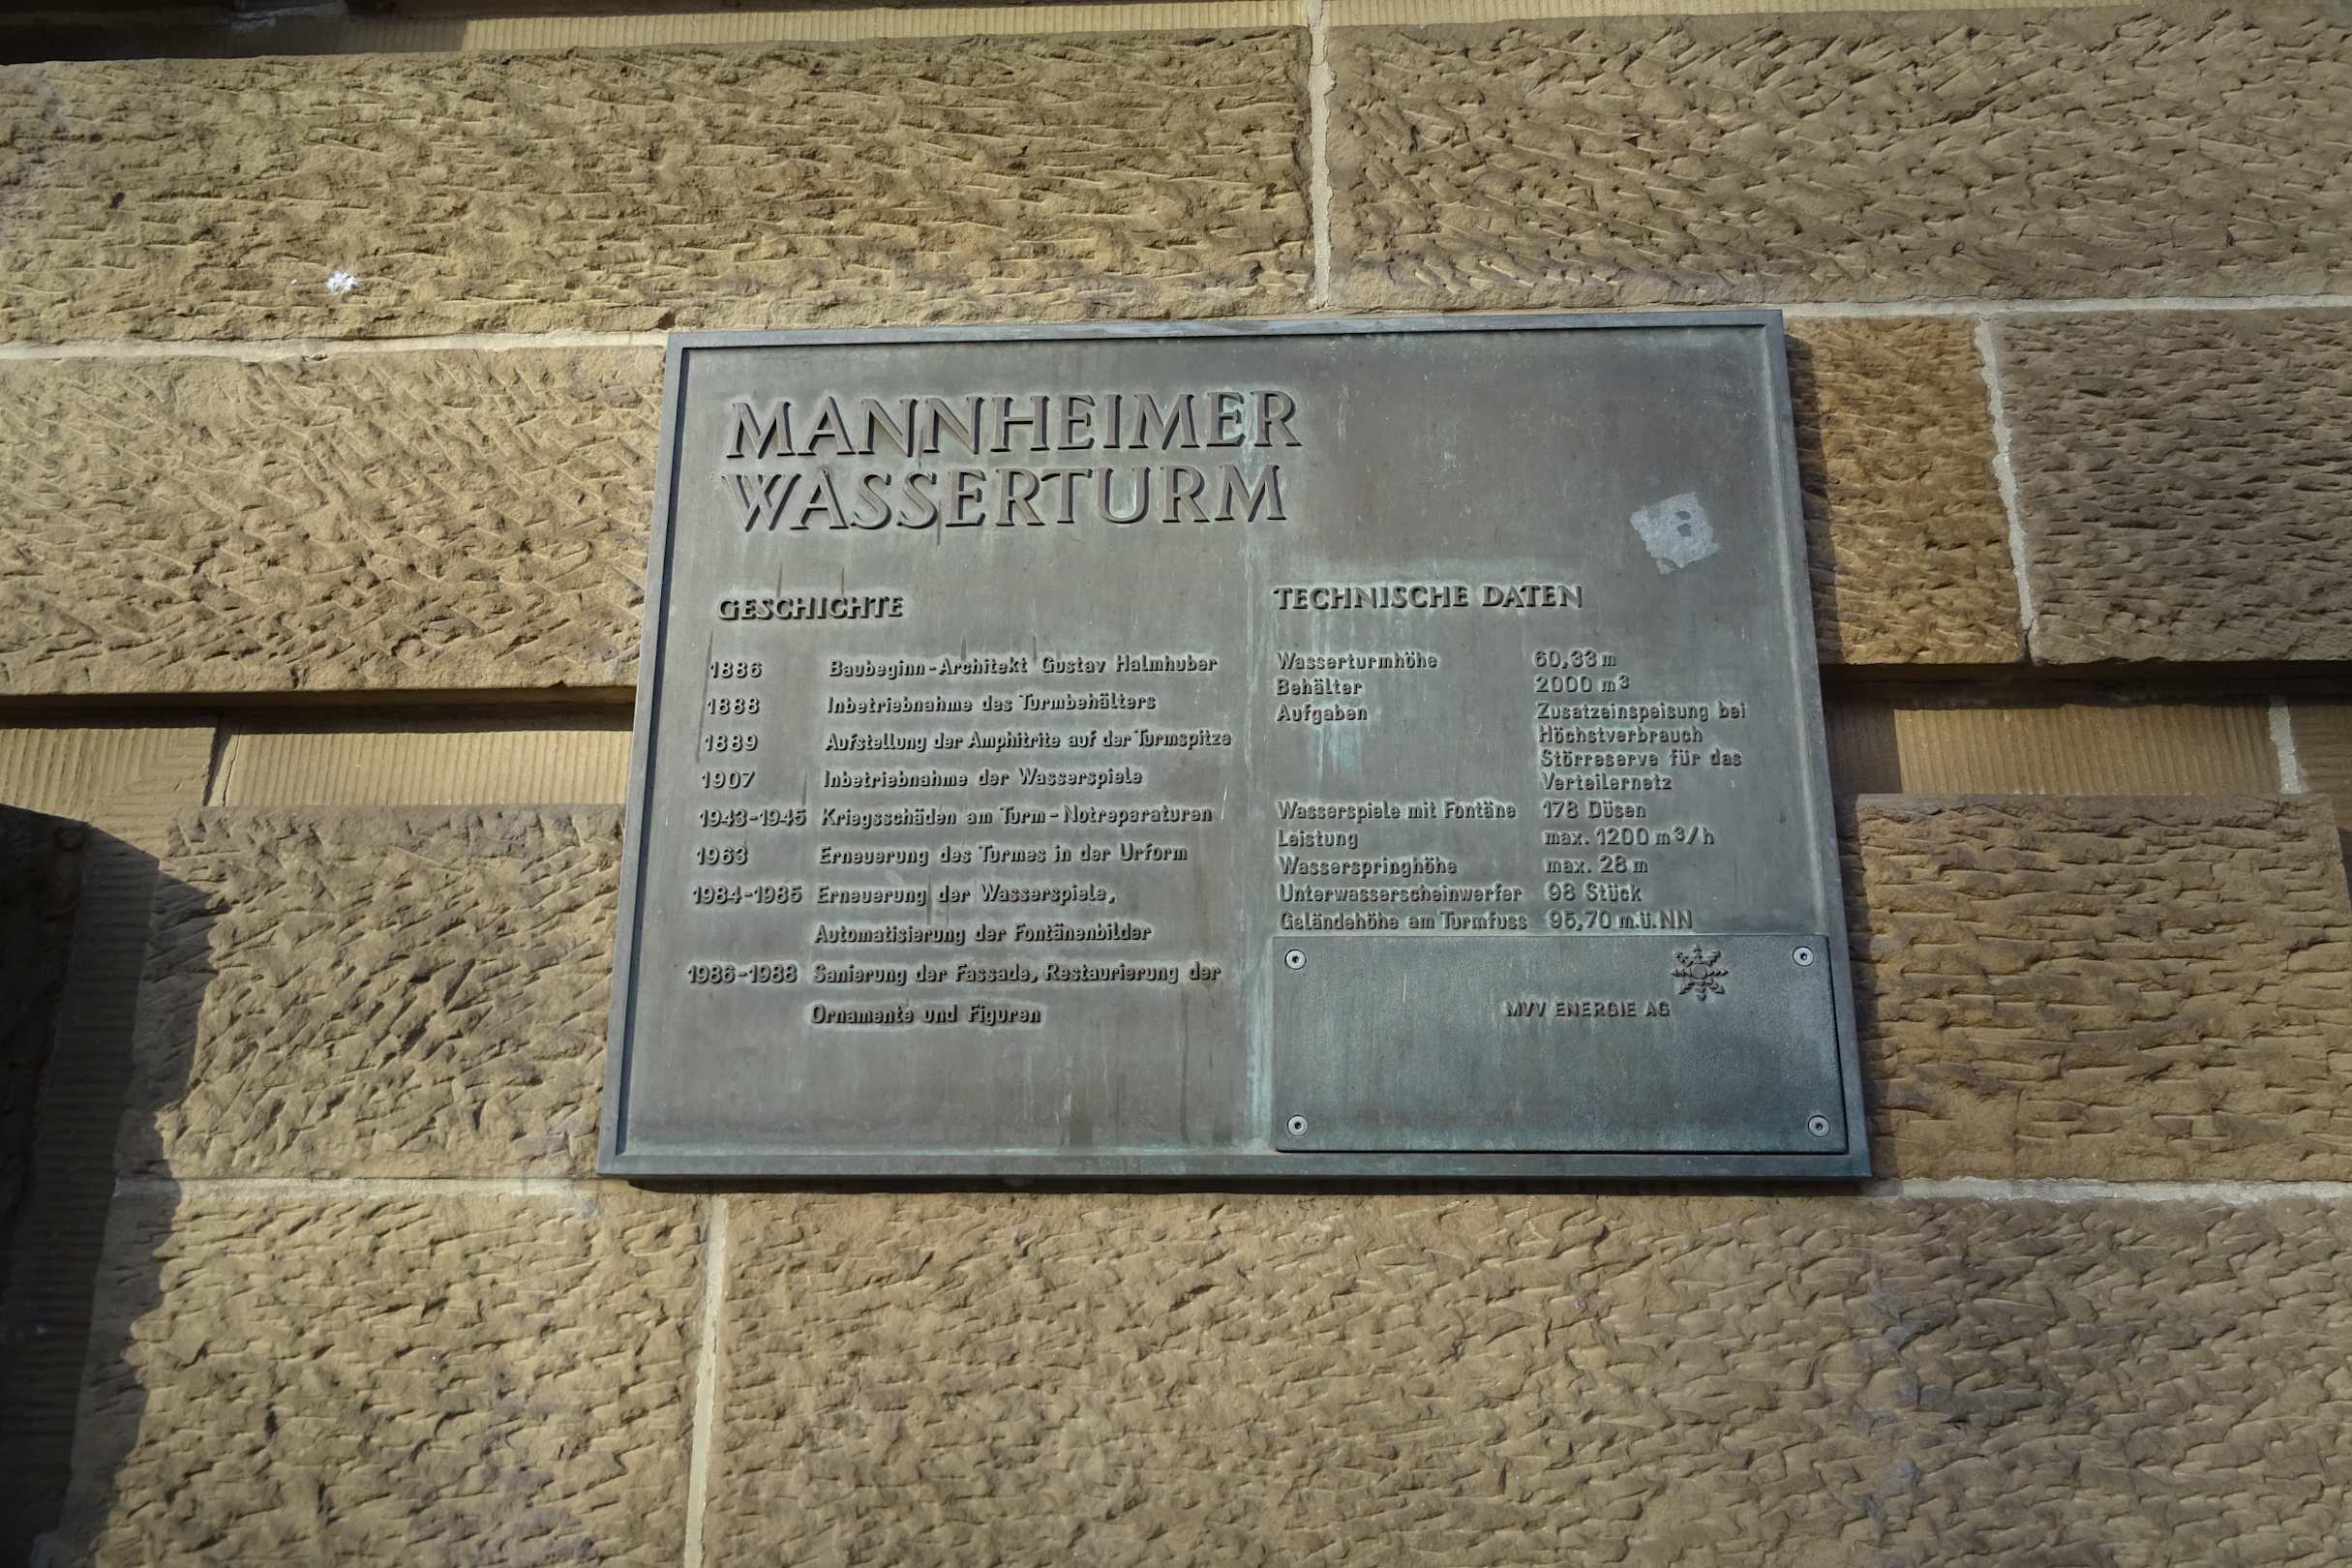 MANNHEIMER
WASSERTURM
GESCHICHTE
1886 Baubeginn-Architekt Gustav Halmhuber
1888 Inbetriebnahme des Turmbehälters
1889 Aufstellung der Amphitrite auf der Turmspitze
1907 Inbetriebnahme der Wasserspiele
1943-1945 Kriegsschäden am Turm-Notreparaturen
1963 Erneuerung des Turmes in der Urform
1984-1985 Erneuerung der Wasserspiele,
Automatisierung der Fontänenbilder
1986-1988 Sanierung der Fassade, Restaurierung der
Ornamente und Figuren
TECHNISCHE DATEN
Wasserturmhöhe 60,33 m
Behälter 2000 m³
Aufgaben Zusatzeinspeisung bei
Höchstverbrauch
Störreserve für das
Verteilernetz
Wasserspiele mit Fontäne 178 Düsen
Leistung max. 1200 m³/h
Wasserspringhöhe max. 28 m
Unterwasserscheinwerfer 98 Stück
Geländehöhe am Turmfuss 95,70 m.ü.NN
MVV ENERGIE AG